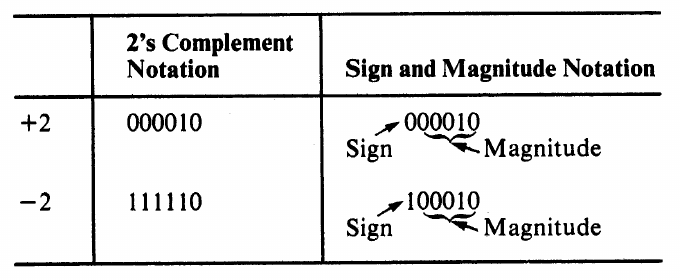 2's Complement
Notation
Sign and Magnitude Notation
+2
000010
000010
Sign
Magnitude
−2
111110
100010
Sign
Magnitude